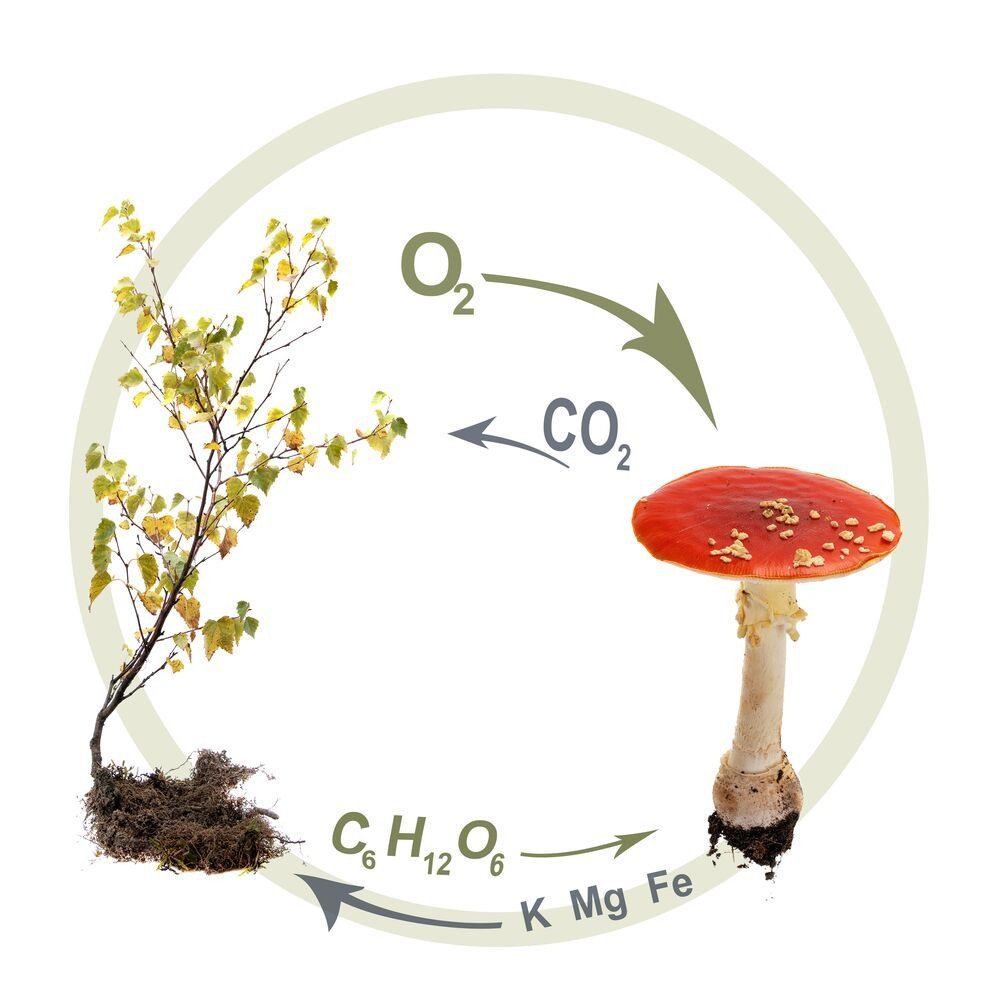 O₂
CO₂
C₆H₁₂O₆
K Mg Fe